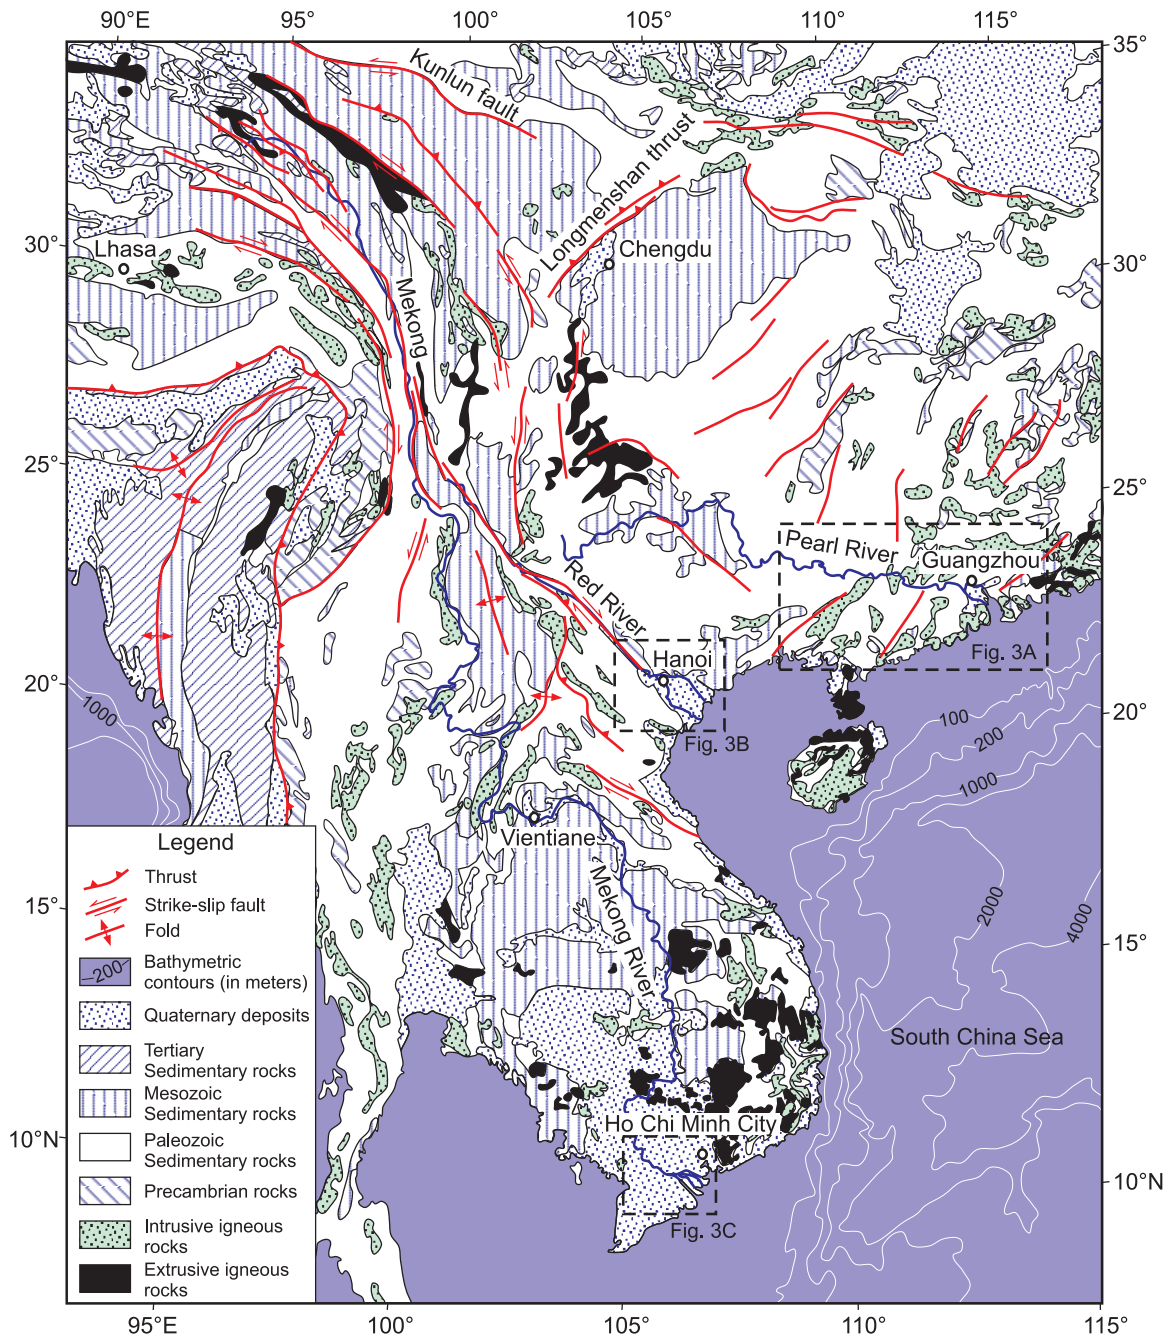 90°E 95° 100° 105° 110° 115°
35°
Kunlun fault
Longmenshan thrust
30°
Lhasa
Chengdu
30°
Mekong
25°
25°
Pearl River
Guangzhou
Red River
Fig. 3A
Hanoi
20°
1000
100
20°
Fig. 3B
200
1000
Vientiane
Mekong River
2000
4000
15°
15°
South China Sea
Ho Chi Minh City
10°N
10°N
Fig. 3C
Legend
Thrust
Strike-slip fault
Fold
200
Bathymetric
contours (in meters)
Quaternary deposits
Tertiary
Sedimentary rocks
Mesozoic
Sedimentary rocks
Paleozoic
Sedimentary rocks
Precambrian rocks
Intrusive igneous
rocks
Extrusive igneous
rocks
95°E 100° 105° 110° 115°